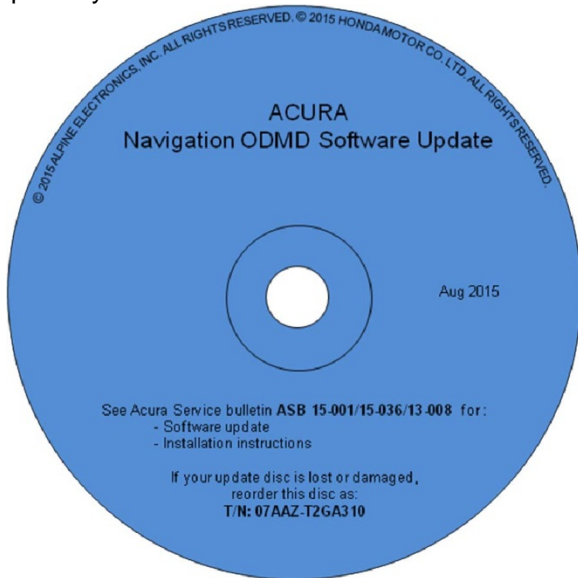 © 2015 ALPINE ELECTRONICS, INC. ALL RIGHTS RESERVED. © 2015 HONDA MOTOR CO. LTD. ALL RIGHTS RESERVED.
ACURA
Navigation ODMD Software Update
Aug 2015
See Acura Service bulletin ASB 15-001/15-036/13-008 for:
- Software update
- Installation instructions
If your update disc is lost or damaged,
reorder this disc as:
T/N: 07AAZ-T2GA310